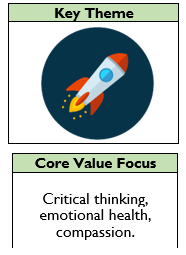 Key Theme
Core Value Focus
Critical thinking,
emotional health,
compassion.